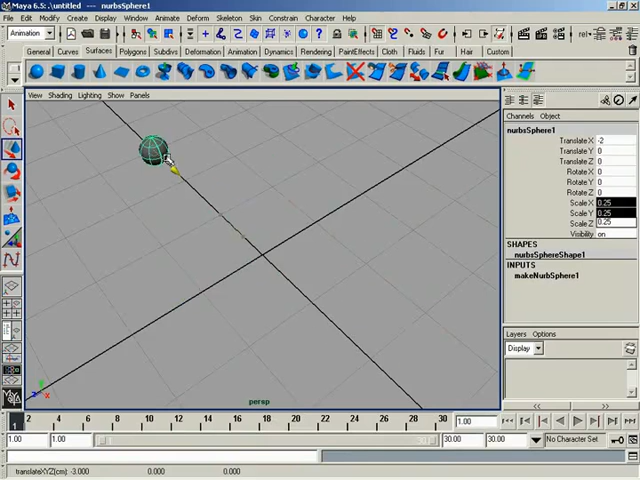 Maya 6.5: .\untitled --- nurbsSphere1
File Edit Modify Create Display Window Animate Deform Skeleton Skin Constrain Character Help
Animation
General Curves Surfaces Polygons Subdivs Deformation Animation Dynamics Rendering PaintEffects Cloth Fluids Fur Hair Custom
View Shading Lighting Show Panels
Channels Object
nurbsSphere1
Translate X -2
Translate Y 0
Translate Z 0
Rotate X 0
Rotate Y 0
Rotate Z 0
Scale X 0.25
Scale Y 0.25
Scale Z 0.25
Visibility on
SHAPES
nurbsSphereShape1
INPUTS
makeNurbSphere1
Layers Options
Display
persp
2 4 6 8 10 12 14 16 18 20 22 24 26 28 30
1.00
1.00 1.00 30.00 30.00 No Character Set
translateXYZ(cm): -3.000 0.000 0.000